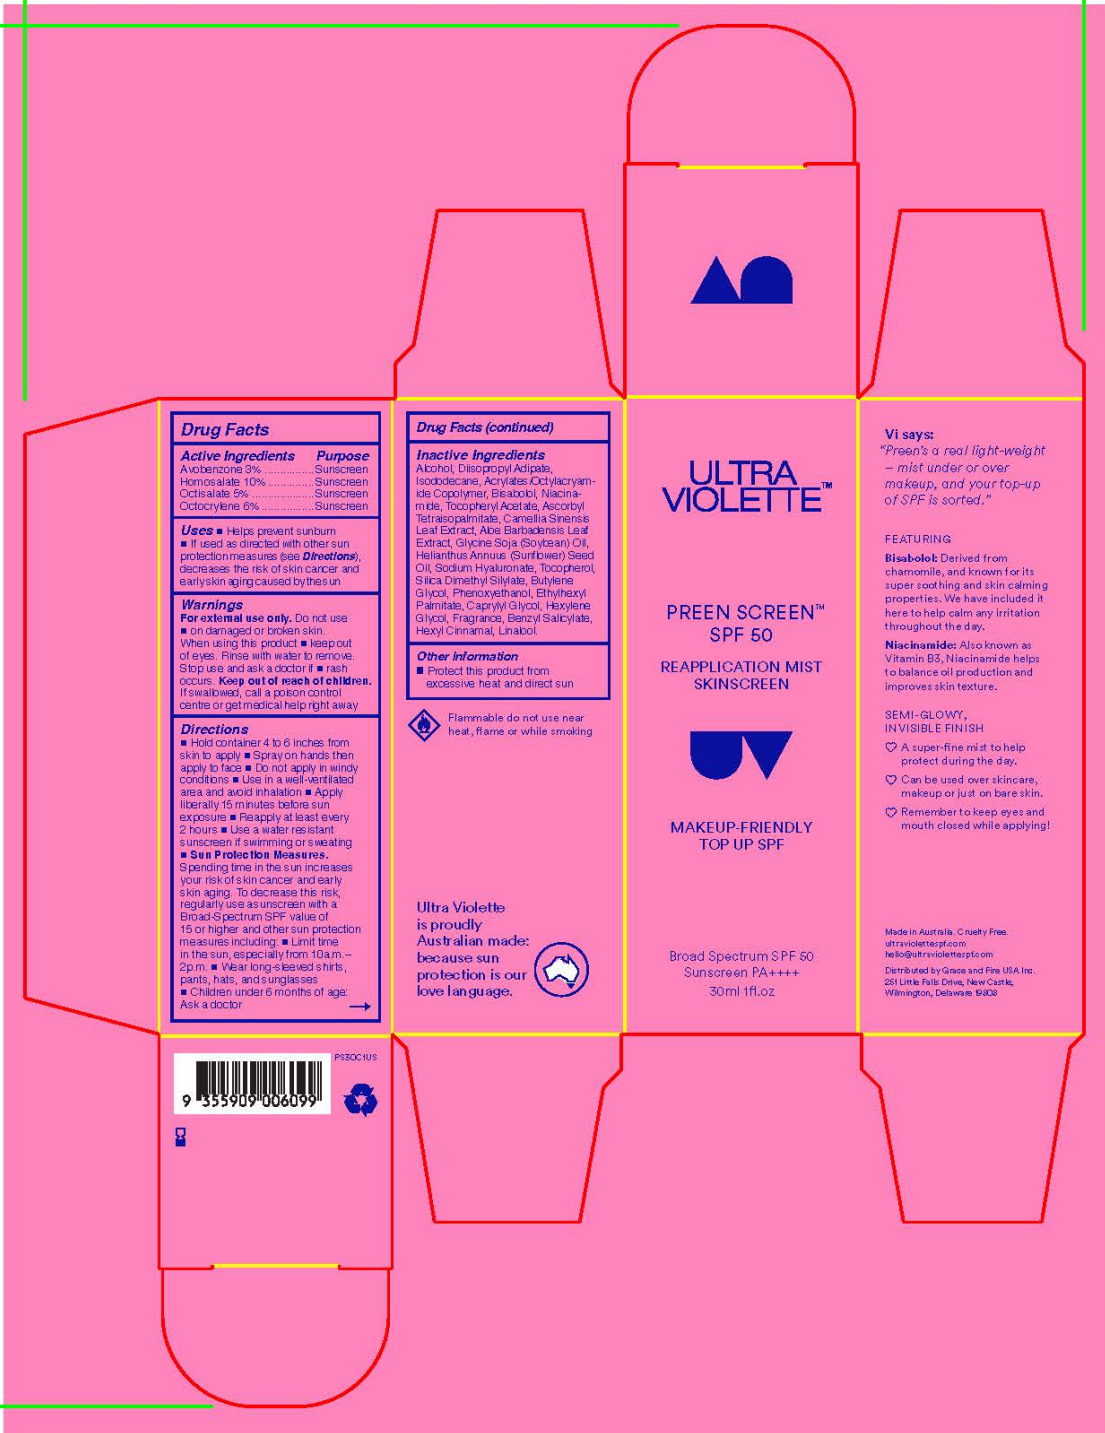 Drug Facts
Active Ingredients Purpose
Avobenzone 3% ................ Sunscreen
Homosalate 10% ............... Sunscreen
Octisalate 5% .................... Sunscreen
Octocrylene 6% ................. Sunscreen
Uses ■ Helps prevent sunburn
■ If used as directed with other sun
protection measures (see Directions),
decreases the risk of skin cancer and
early skin aging caused by the sun
Warnings
For external use only. Do not use
■ on damaged or broken skin.
When using this product ■ keep out
of eyes. Rinse with water to remove.
Stop use and ask a doctor if ■ rash
occurs. Keep out of reach of children.
If swallowed, call a poison control
centre or get medical help right away
Directions
■ Hold container 4 to 6 inches from
skin to apply ■ Spray on hands then
apply to face ■ Do not apply in windy
conditions ■ Use in a well-ventilated
area and avoid inhalation ■ Apply
liberally 15 minutes before sun
exposure ■ Reapply at least every
2 hours ■ Use a water resistant
sunscreen if swimming or sweating
■ Sun Protection Measures.
Spending time in the sun increases
your risk of skin cancer and early
skin aging. To decrease this risk,
regularly use a sunscreen with a
Broad-Spectrum SPF value of
15 or higher and other sun protection
measures including: ■ Limit time
in the sun, especially from 10a.m.–
2p.m. ■ Wear long-sleeved shirts,
pants, hats, and sunglasses
■ Children under 6 months of age:
Ask a doctor →
PS30C1US
9 355909 006099
Drug Facts (continued)
Inactive Ingredients
Alcohol, Diisopropyl Adipate,
Isododecane, Acrylates/Octylacryam-
ide Copolymer, Bisabolol, Niacina-
mide, Tocopheryl Acetate, Ascorbyl
Tetraisopalmitate, Camellia Sinensis
Leaf Extract, Aloe Barbadensis Leaf
Extract, Glycine Soja (Soybean) Oil,
Helianthus Annuus (Sunflower) Seed
Oil, Sodium Hyaluronate, Tocopherol,
Silica Dimethyl Silylate, Butylene
Glycol, Phenoxyethanol, Ethylhexyl
Palmitate, Caprylyl Glycol, Hexylene
Glycol, Fragrance, Benzyl Salicylate,
Hexyl Cinnamal, Linalool.
Other information
■ Protect this product from
excessive heat and direct sun
Flammable do not use near
heat, flame or while smoking
Ultra Violette
is proudly
Australian made:
because sun
protection is our
love language.
ULTRA
VIOLETTE™
PREEN SCREEN™
SPF 50
REAPPLICATION MIST
SKINSCREEN
MAKEUP-FRIENDLY
TOP UP SPF
Broad Spectrum SPF 50
Sunscreen PA++++
30ml 1fl.oz
Vi says:
“Preen’s a real light-weight
– mist under or over
makeup, and your top-up
of SPF is sorted.”
FEATURING
Bisabolol: Derived from
chamomile, and known for its
super soothing and skin calming
properties. We have included it
here to help calm any irritation
throughout the day.
Niacinamide: Also known as
Vitamin B3, Niacinamide helps
to balance oil production and
improves skin texture.
SEMI-GLOWY,
INVISIBLE FINISH
♡ A super-fine mist to help
protect during the day.
♡ Can be used over skincare,
makeup or just on bare skin.
♡ Remember to keep eyes and
mouth closed while applying!
Made in Australia. Cruelty Free.
ultraviolettespf.com
hello@ultraviolettespf.com
Distributed by Grace and Fire USA Inc.
251 Little Falls Drive, New Castle,
Wilmington, Delaware 19808